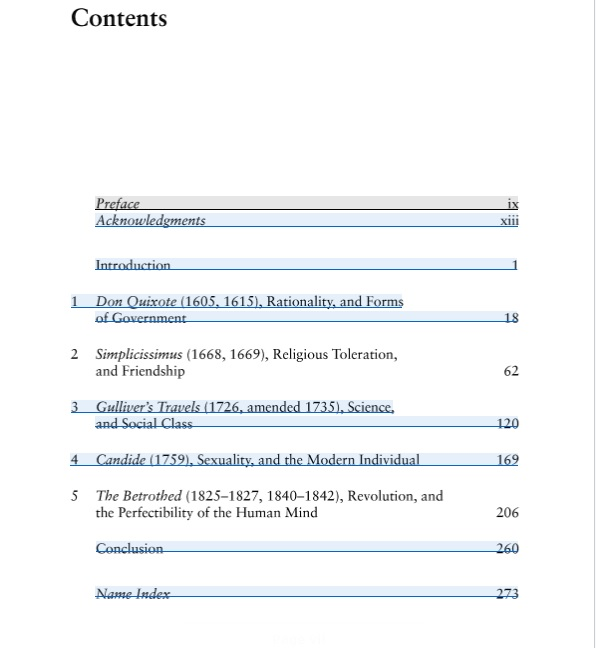 Contents
Preface ix
Acknowledgments xiii
Introduction 1
1 Don Quixote (1605, 1615), Rationality, and Forms
of Government 18
2 Simplicissimus (1668, 1669), Religious Toleration,
and Friendship 62
3 Gulliver's Travels (1726, amended 1735), Science,
and Social Class 120
4 Candide (1759), Sexuality, and the Modern Individual 169
5 The Betrothed (1825–1827, 1840–1842), Revolution, and
the Perfectibility of the Human Mind 206
Conclusion 260
Name Index 273